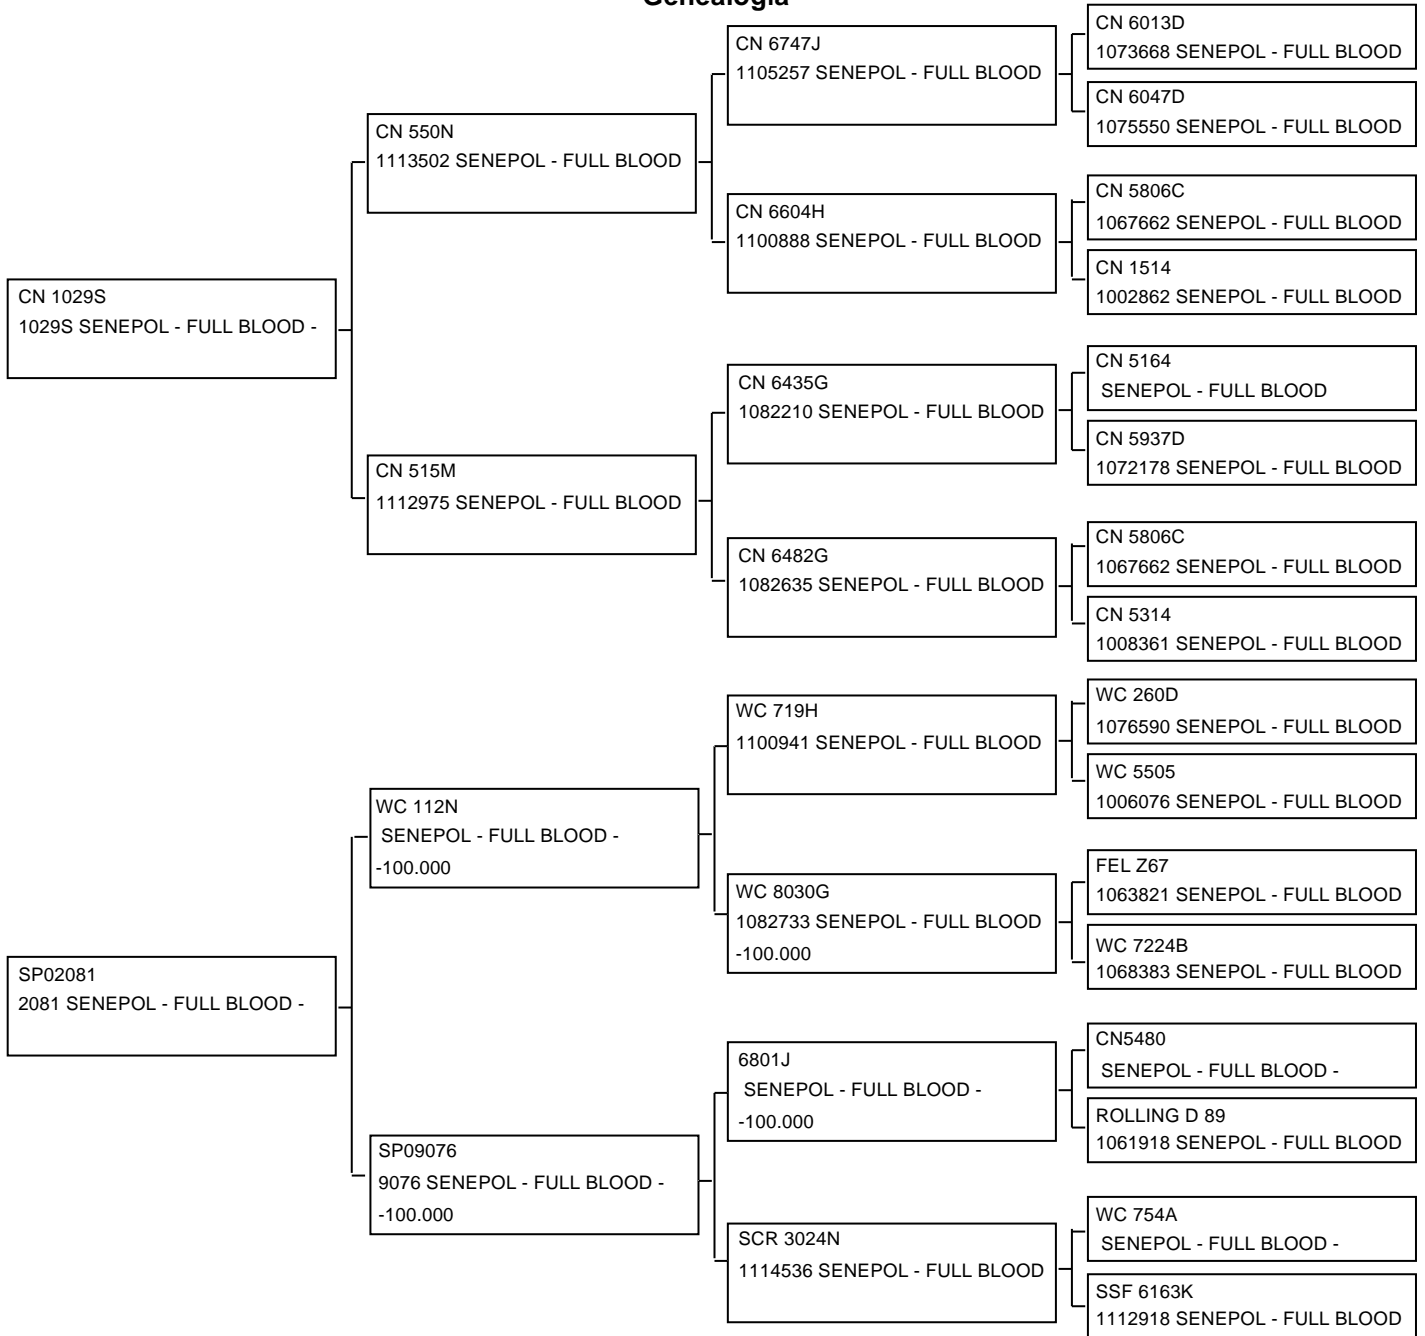 Genealogia
CN 1029S
1029S SENEPOL - FULL BLOOD -
SP02081
2081 SENEPOL - FULL BLOOD -
CN 550N
1113502 SENEPOL - FULL BLOOD
CN 515M
1112975 SENEPOL - FULL BLOOD
WC 112N
SENEPOL - FULL BLOOD -
-100.000
SP09076
9076 SENEPOL - FULL BLOOD -
-100.000
CN 6747J
1105257 SENEPOL - FULL BLOOD
CN 6604H
1100888 SENEPOL - FULL BLOOD
CN 6435G
1082210 SENEPOL - FULL BLOOD
CN 6482G
1082635 SENEPOL - FULL BLOOD
WC 719H
1100941 SENEPOL - FULL BLOOD
WC 8030G
1082733 SENEPOL - FULL BLOOD
-100.000
6801J
SENEPOL - FULL BLOOD -
-100.000
SCR 3024N
1114536 SENEPOL - FULL BLOOD
CN 6013D
1073668 SENEPOL - FULL BLOOD
CN 6047D
1075550 SENEPOL - FULL BLOOD
CN 5806C
1067662 SENEPOL - FULL BLOOD
CN 1514
1002862 SENEPOL - FULL BLOOD
CN 5164
SENEPOL - FULL BLOOD
CN 5937D
1072178 SENEPOL - FULL BLOOD
CN 5806C
1067662 SENEPOL - FULL BLOOD
CN 5314
1008361 SENEPOL - FULL BLOOD
WC 260D
1076590 SENEPOL - FULL BLOOD
WC 5505
1006076 SENEPOL - FULL BLOOD
FEL Z67
1063821 SENEPOL - FULL BLOOD
WC 7224B
1068383 SENEPOL - FULL BLOOD
CN5480
SENEPOL - FULL BLOOD -
ROLLING D 89
1061918 SENEPOL - FULL BLOOD
WC 754A
SENEPOL - FULL BLOOD -
SSF 6163K
1112918 SENEPOL - FULL BLOOD